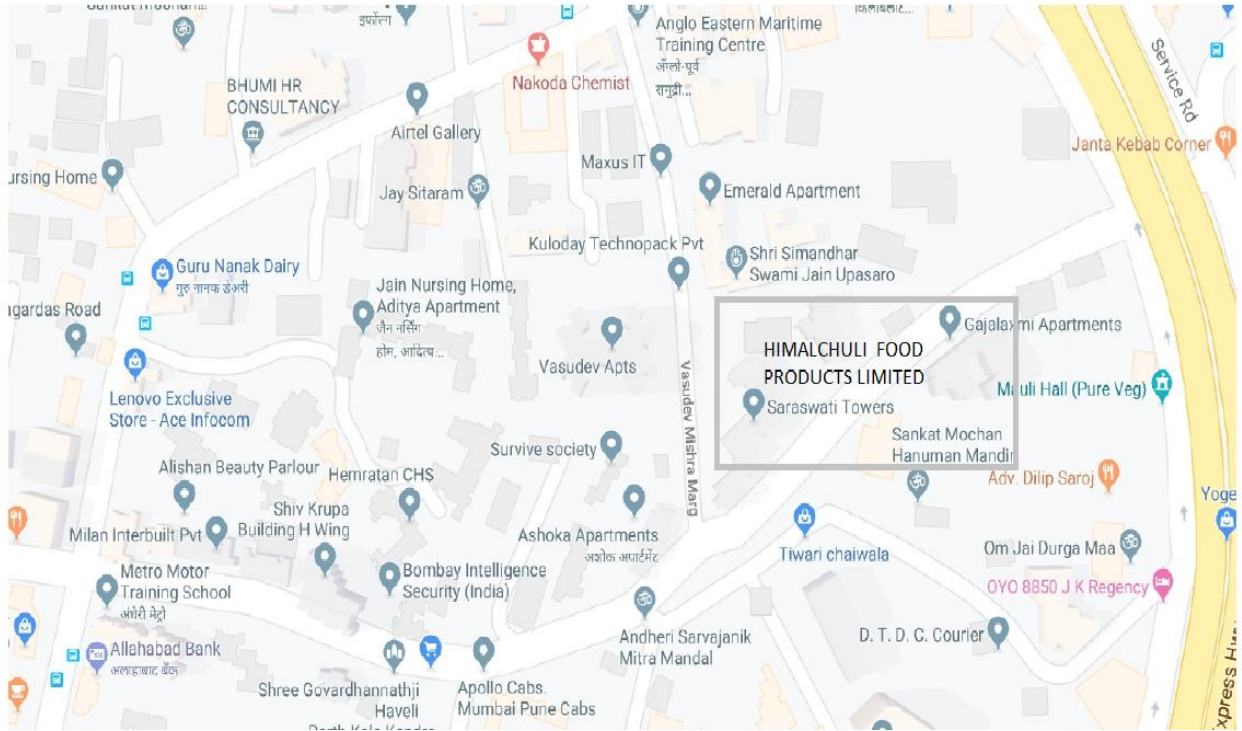 Anglo Eastern Maritime
Training Centre
अँग्लो-पूर्व
Service Rd
Nakoda Chemist
BHUMI HR
CONSULTANCY
Airtel Gallery
Janta Kebab Corner
Maxus IT
ursing Home
Jay Sitaram
Emerald Apartment
Kuloday Technopack Pvt
Shri Simandhar
Swami Jain Upasaro
Guru Nanak Dairy
गुरु नानक डेअरी
Jain Nursing Home,
Aditya Apartment
जैन नर्सिंग
होम, आदित्य...
agardas Road
Gajalaxmi Apartments
HIMALCHULI FOOD
PRODUCTS LIMITED
Vasudev Apts
Vasudev Mishra Marg
Mauli Hall (Pure Veg)
Lenovo Exclusive
Store - Ace Infocom
Saraswati Towers
Sankat Mochan
Hanuman Mandir
Survive society
Alishan Beauty Parlour
Hemratan CHS
Adv. Dilip Saroj
Yoge
Shiv Krupa
Building H Wing
Milan Interbuilt Pvt
Ashoka Apartments
अशोक अपार्टमेंट
Tiwari chaiwala
Om Jai Durga Maa
Metro Motor
Training School
अंधेरी मेट्रो
Bombay Intelligence
Security (India)
OYO 8850 J K Regency
Andheri Sarvajanik
Mitra Mandal
D. T. D. C. Courier
Allahabad Bank
अलाहाबाद बँक
Shree Govardhannathji
Haveli
Apollo Cabs.
Mumbai Pune Cabs
xpress Hi